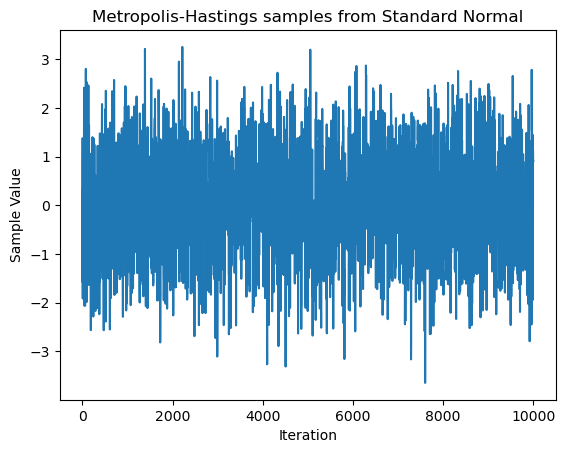 Metropolis-Hastings samples from Standard Normal
3
2
1
0
−1
−2
−3
Sample Value
0 2000 4000 6000 8000 10000
Iteration